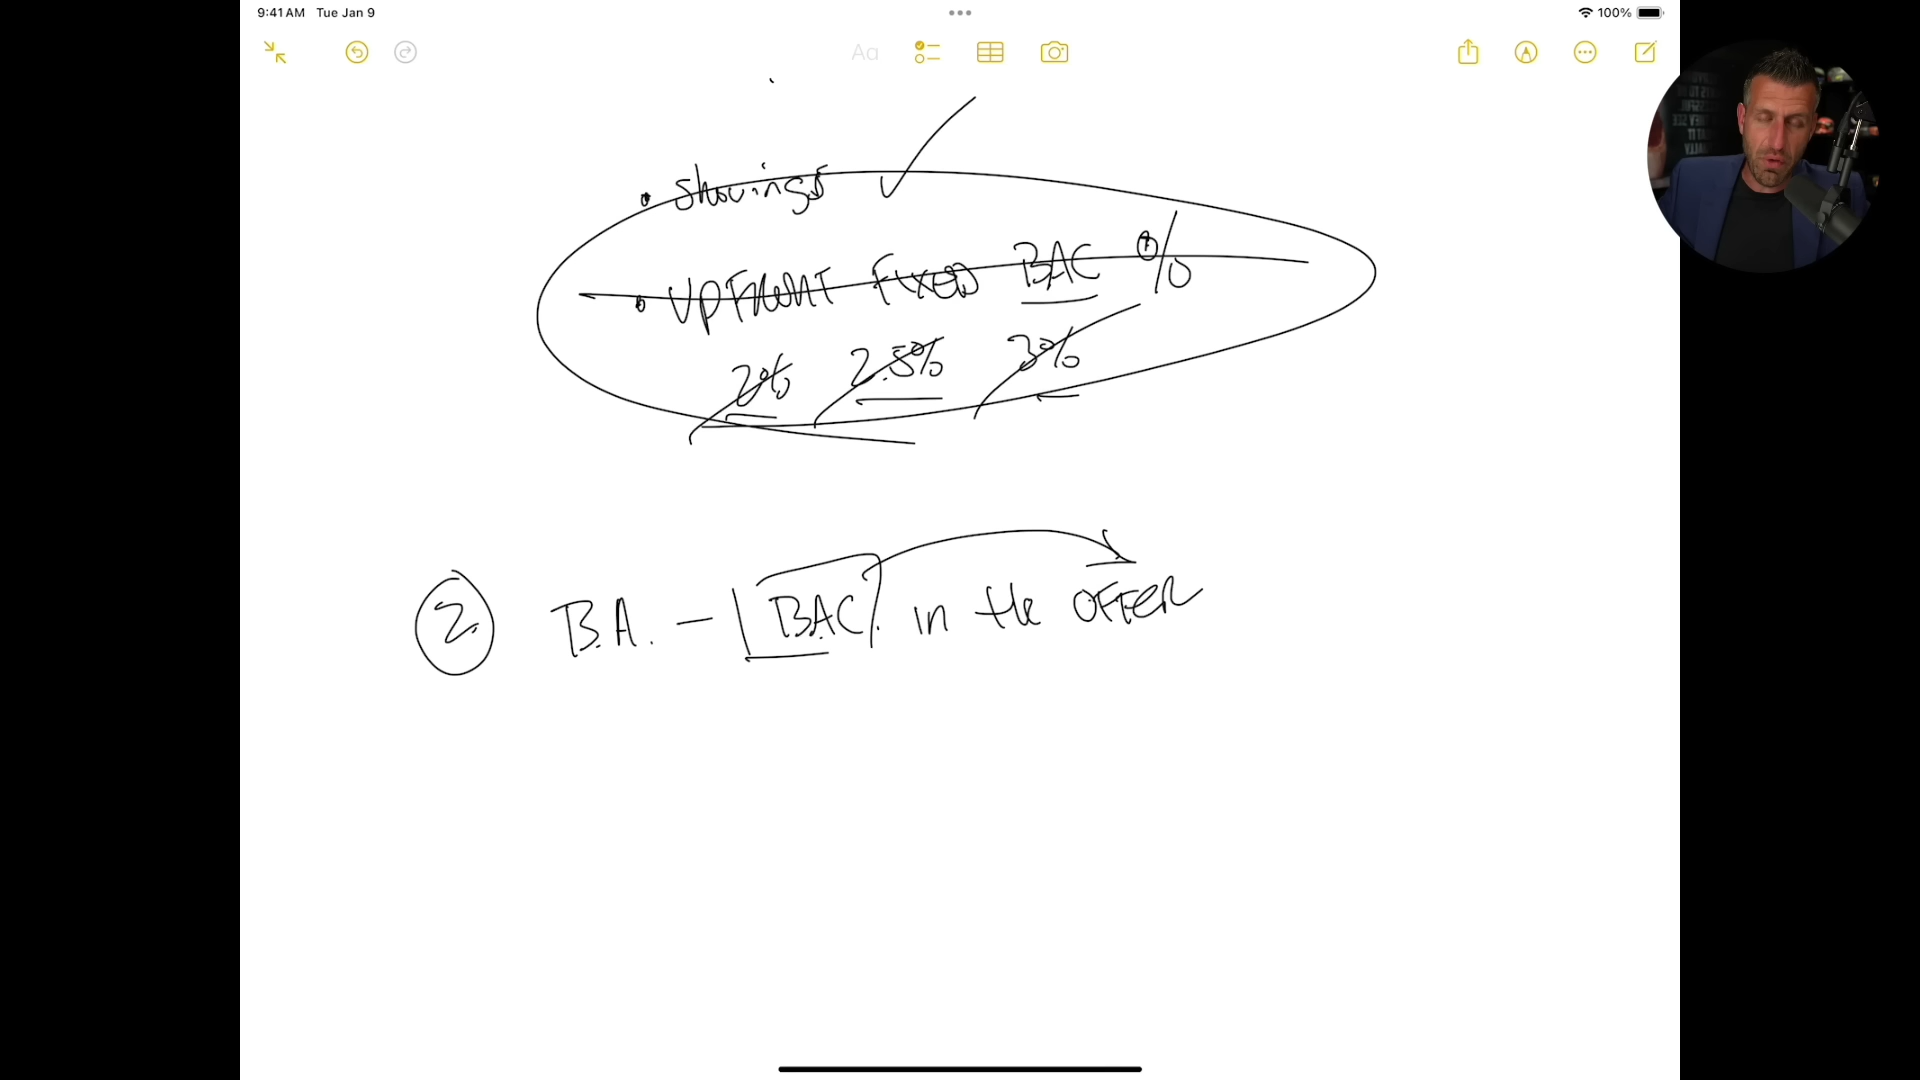 9:41 AM Tue Jan 9
100%
Aa
• Showings
• UPFRONT FIXED BAC %
2% 2.5% 3%
2. B.A. - BAC in the OFFER